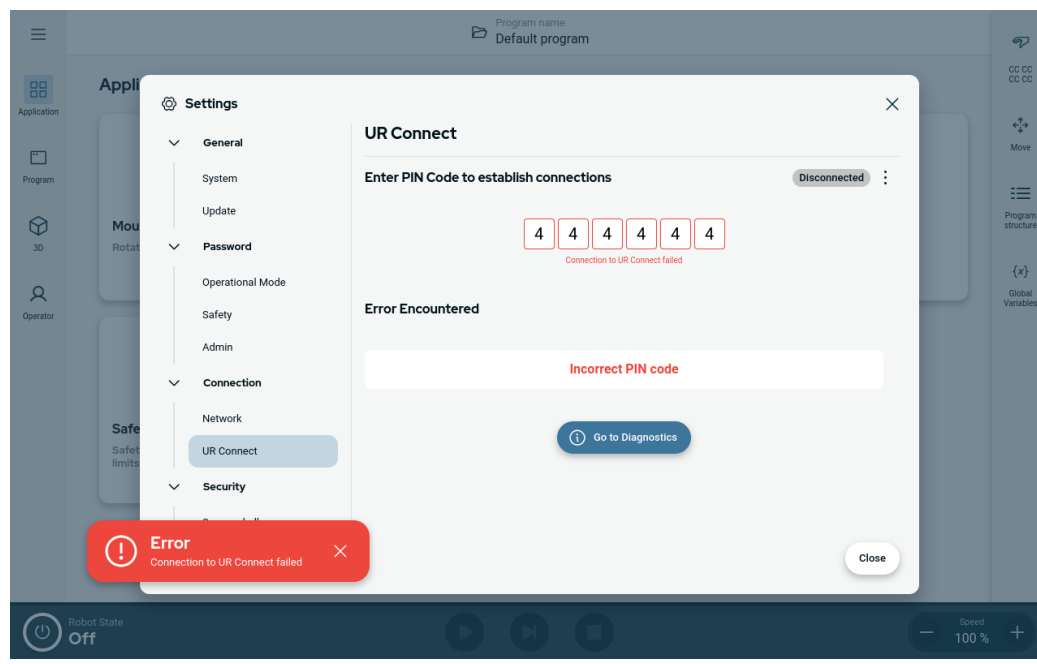 Program name
Default program
Application
Program
3D
Operator
Appli
Mou
Rotat
Safe
Safet
limits
Settings
General
System
Update
Password
Operational Mode
Safety
Admin
Connection
Network
UR Connect
Security
UR Connect
Enter PIN Code to establish connections
Disconnected
4 4 4 4 4 4
Connection to UR Connect failed
Error Encountered
Incorrect PIN code
Go to Diagnostics
Close
Error
Connection to UR Connect failed
CC CC
CC CC
Move
Program
structure
{x}
Global
Variables
Robot State
Off
Speed
100 %